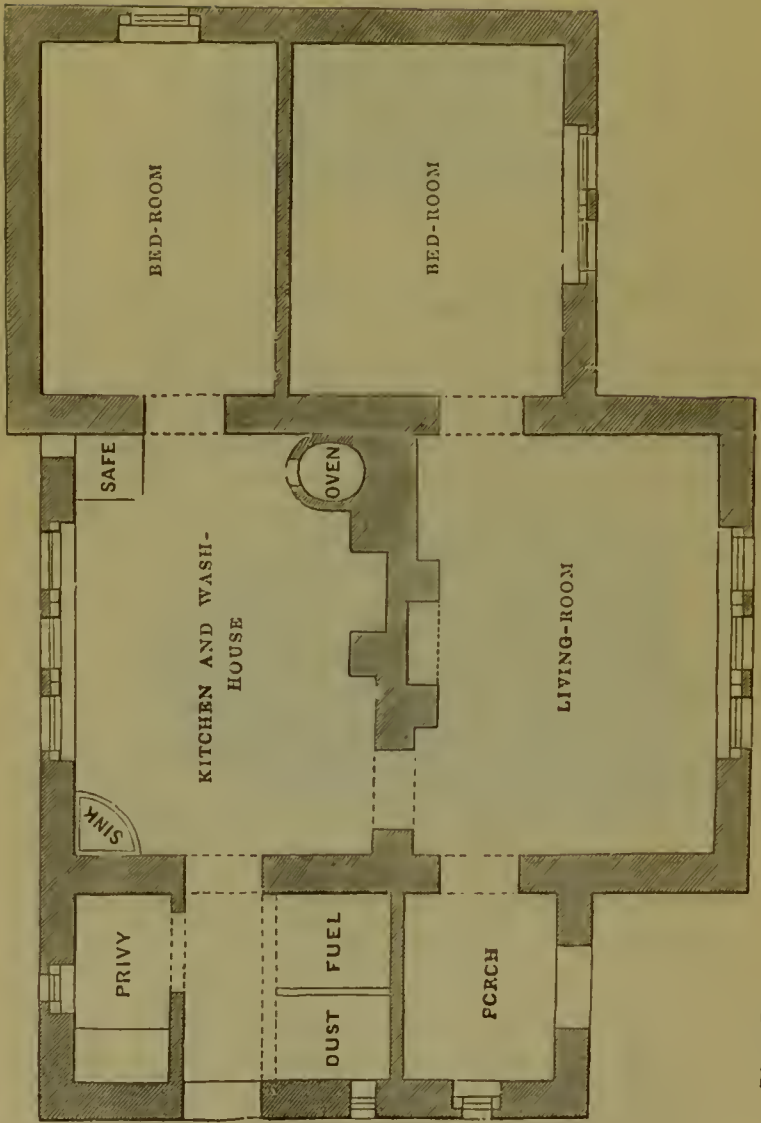 BED-ROOM
BED-ROOM
SAFE
OVEN
KITCHEN AND WASH-
HOUSE
LIVING-ROOM
SINK
PRIVY
FUEL
DUST
PORCH